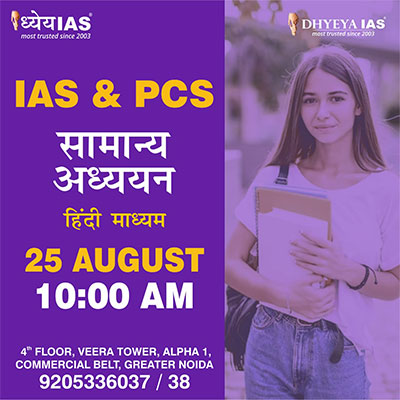 ध्येय IAS®
most trusted since 2003
DHYEYA IAS®
most trusted since 2003
IAS & PCS
सामान्य
अध्ययन
हिंदी माध्यम
25 AUGUST
10:00 AM
4th FLOOR, VEERA TOWER, ALPHA 1,
COMMERCIAL BELT, GREATER NOIDA
9205336037 / 38